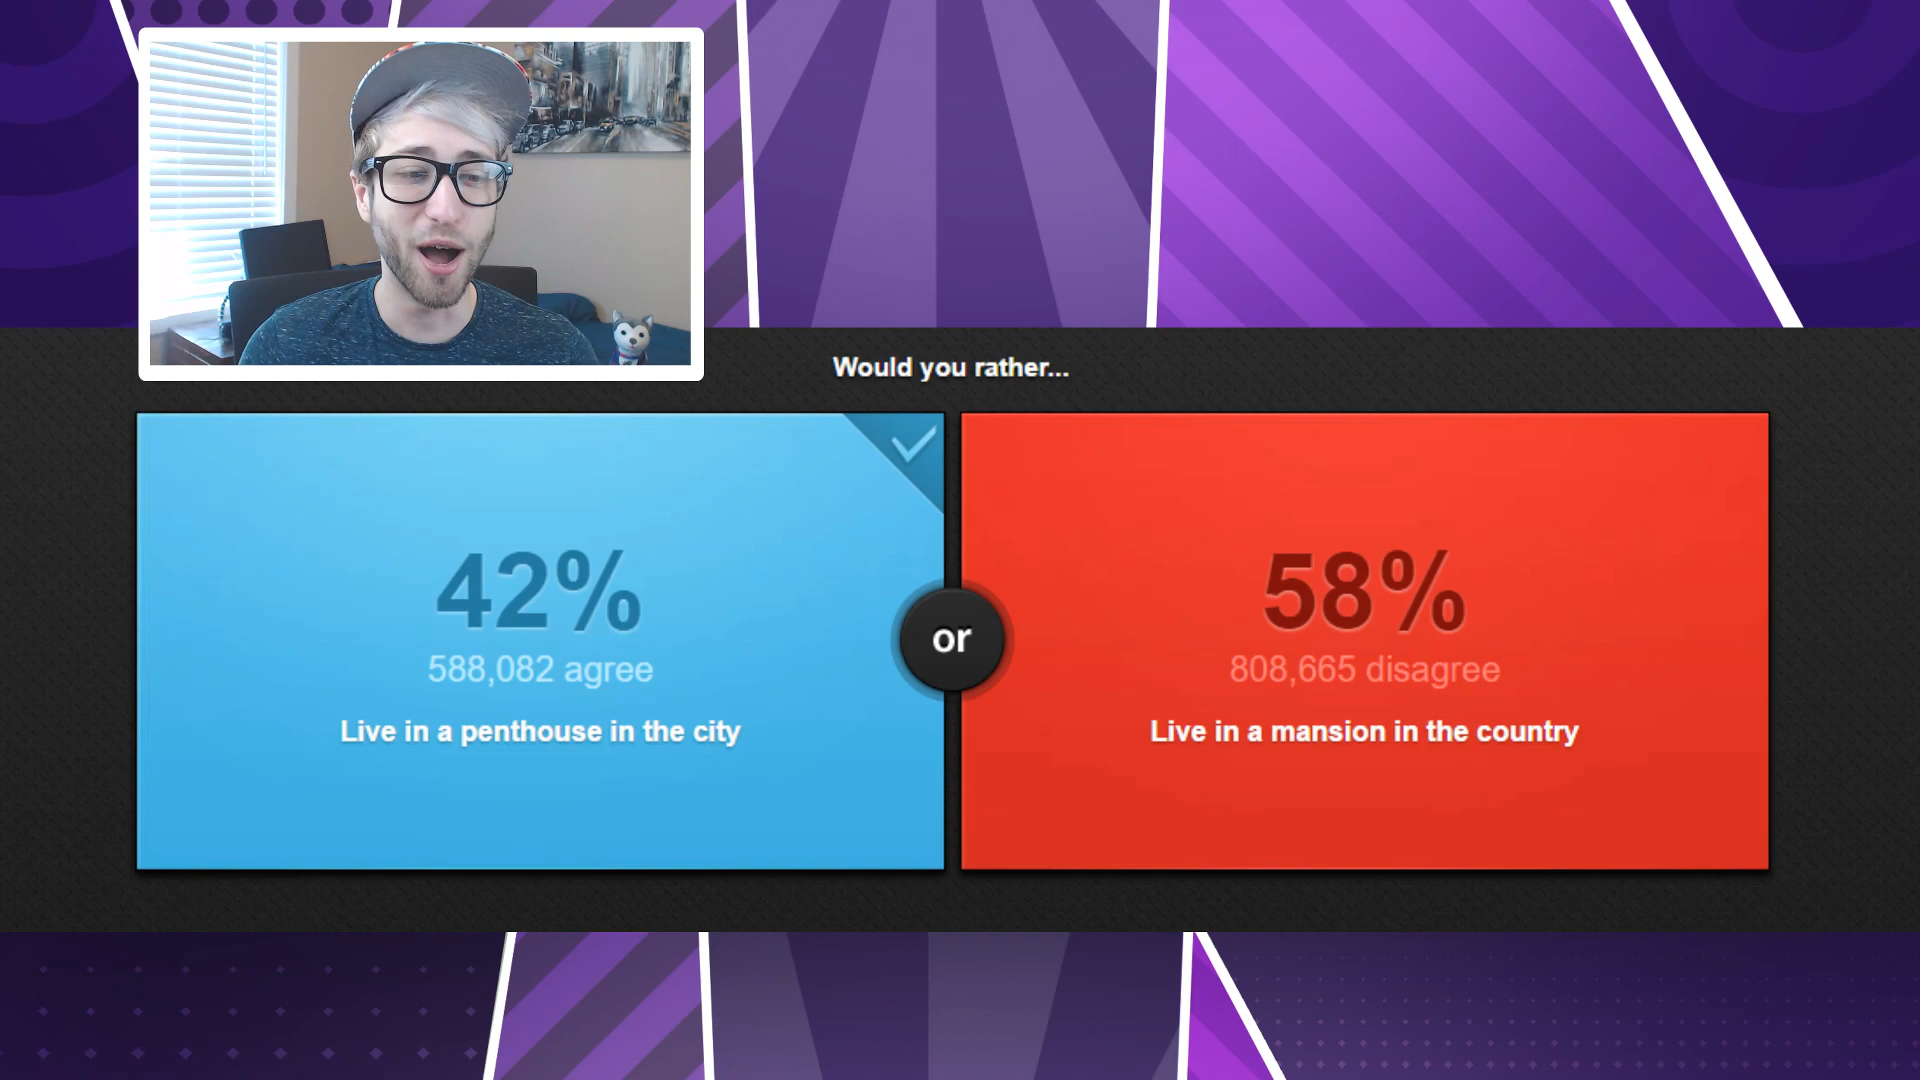 Would you rather...
42%
588,082 agree
Live in a penthouse in the city
or
58%
808,665 disagree
Live in a mansion in the country